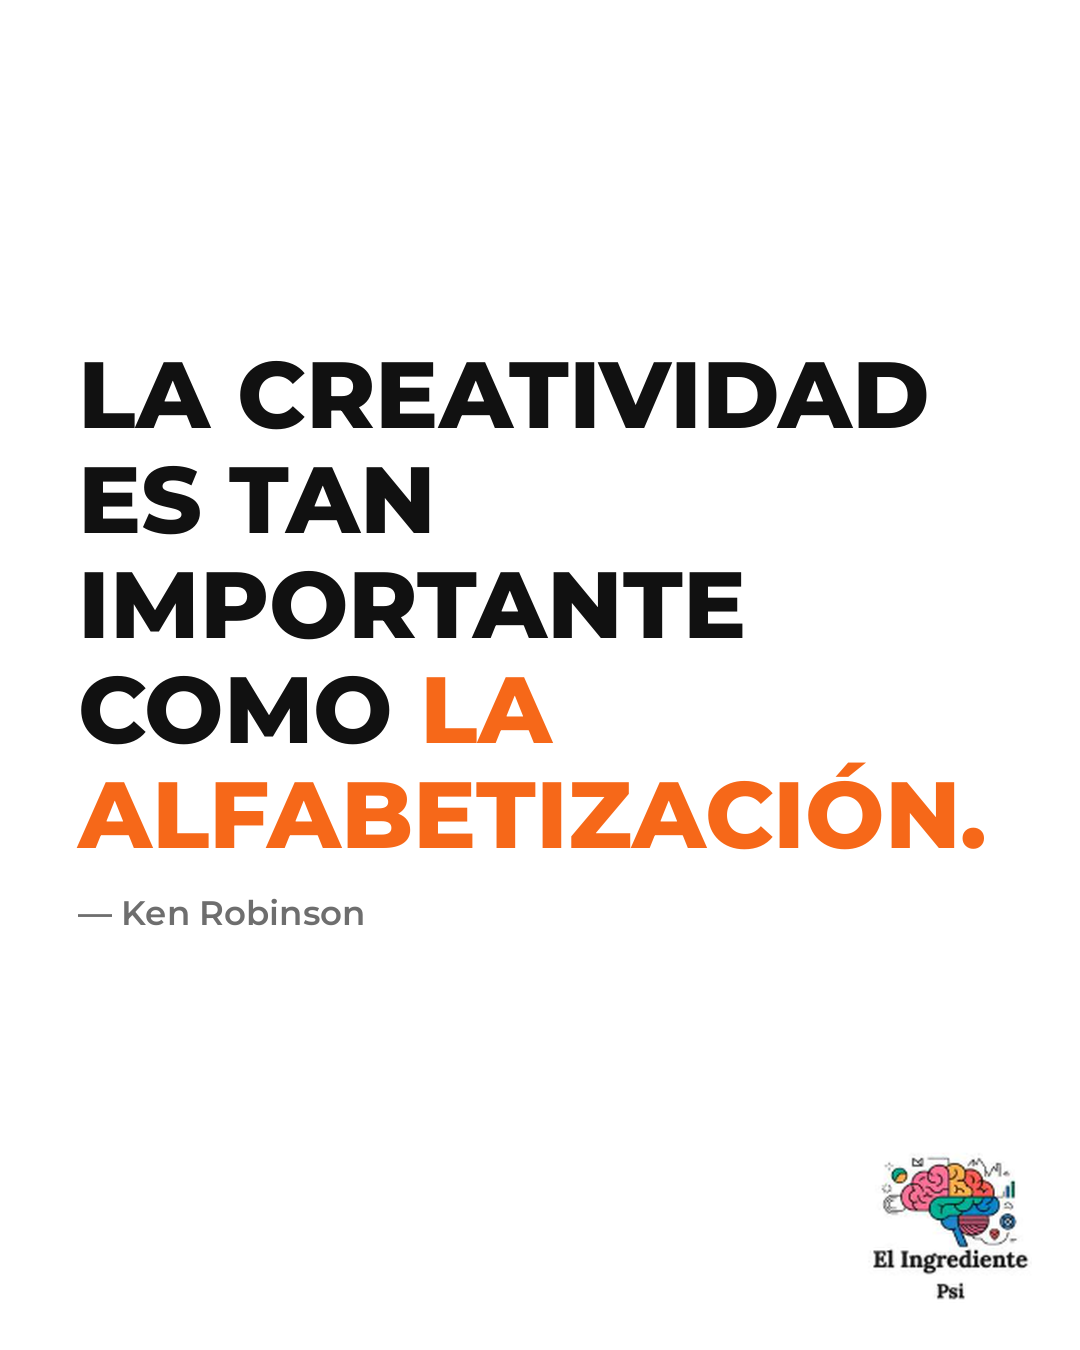 LA CREATIVIDAD
ES TAN
IMPORTANTE
COMO LA
ALFABETIZACIÓN.
— Ken Robinson
El Ingrediente
Psi